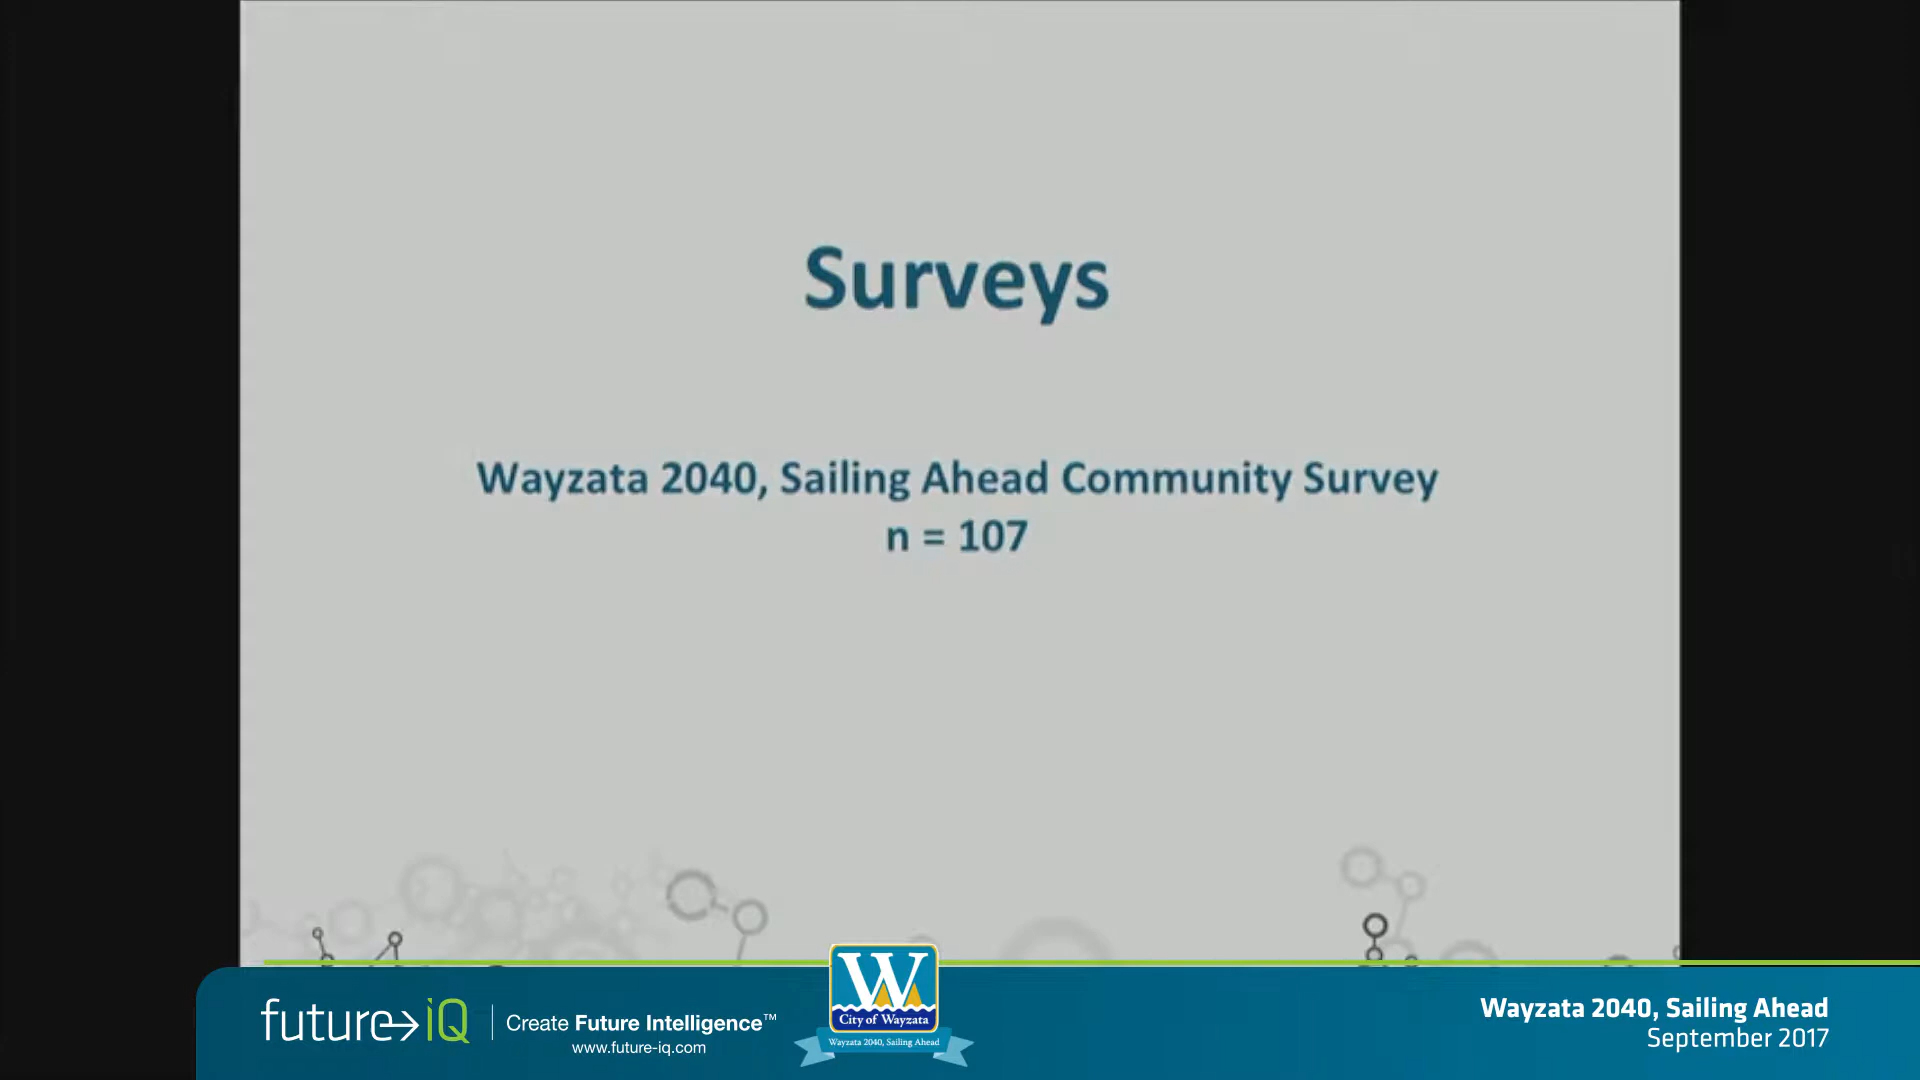 Surveys
Wayzata 2040, Sailing Ahead Community Survey
n = 107
future→iQ
Create Future Intelligence™
www.future-iq.com
W
City of Wayzata
Wayzata 2040, Sailing Ahead
Wayzata 2040, Sailing Ahead
September 2017